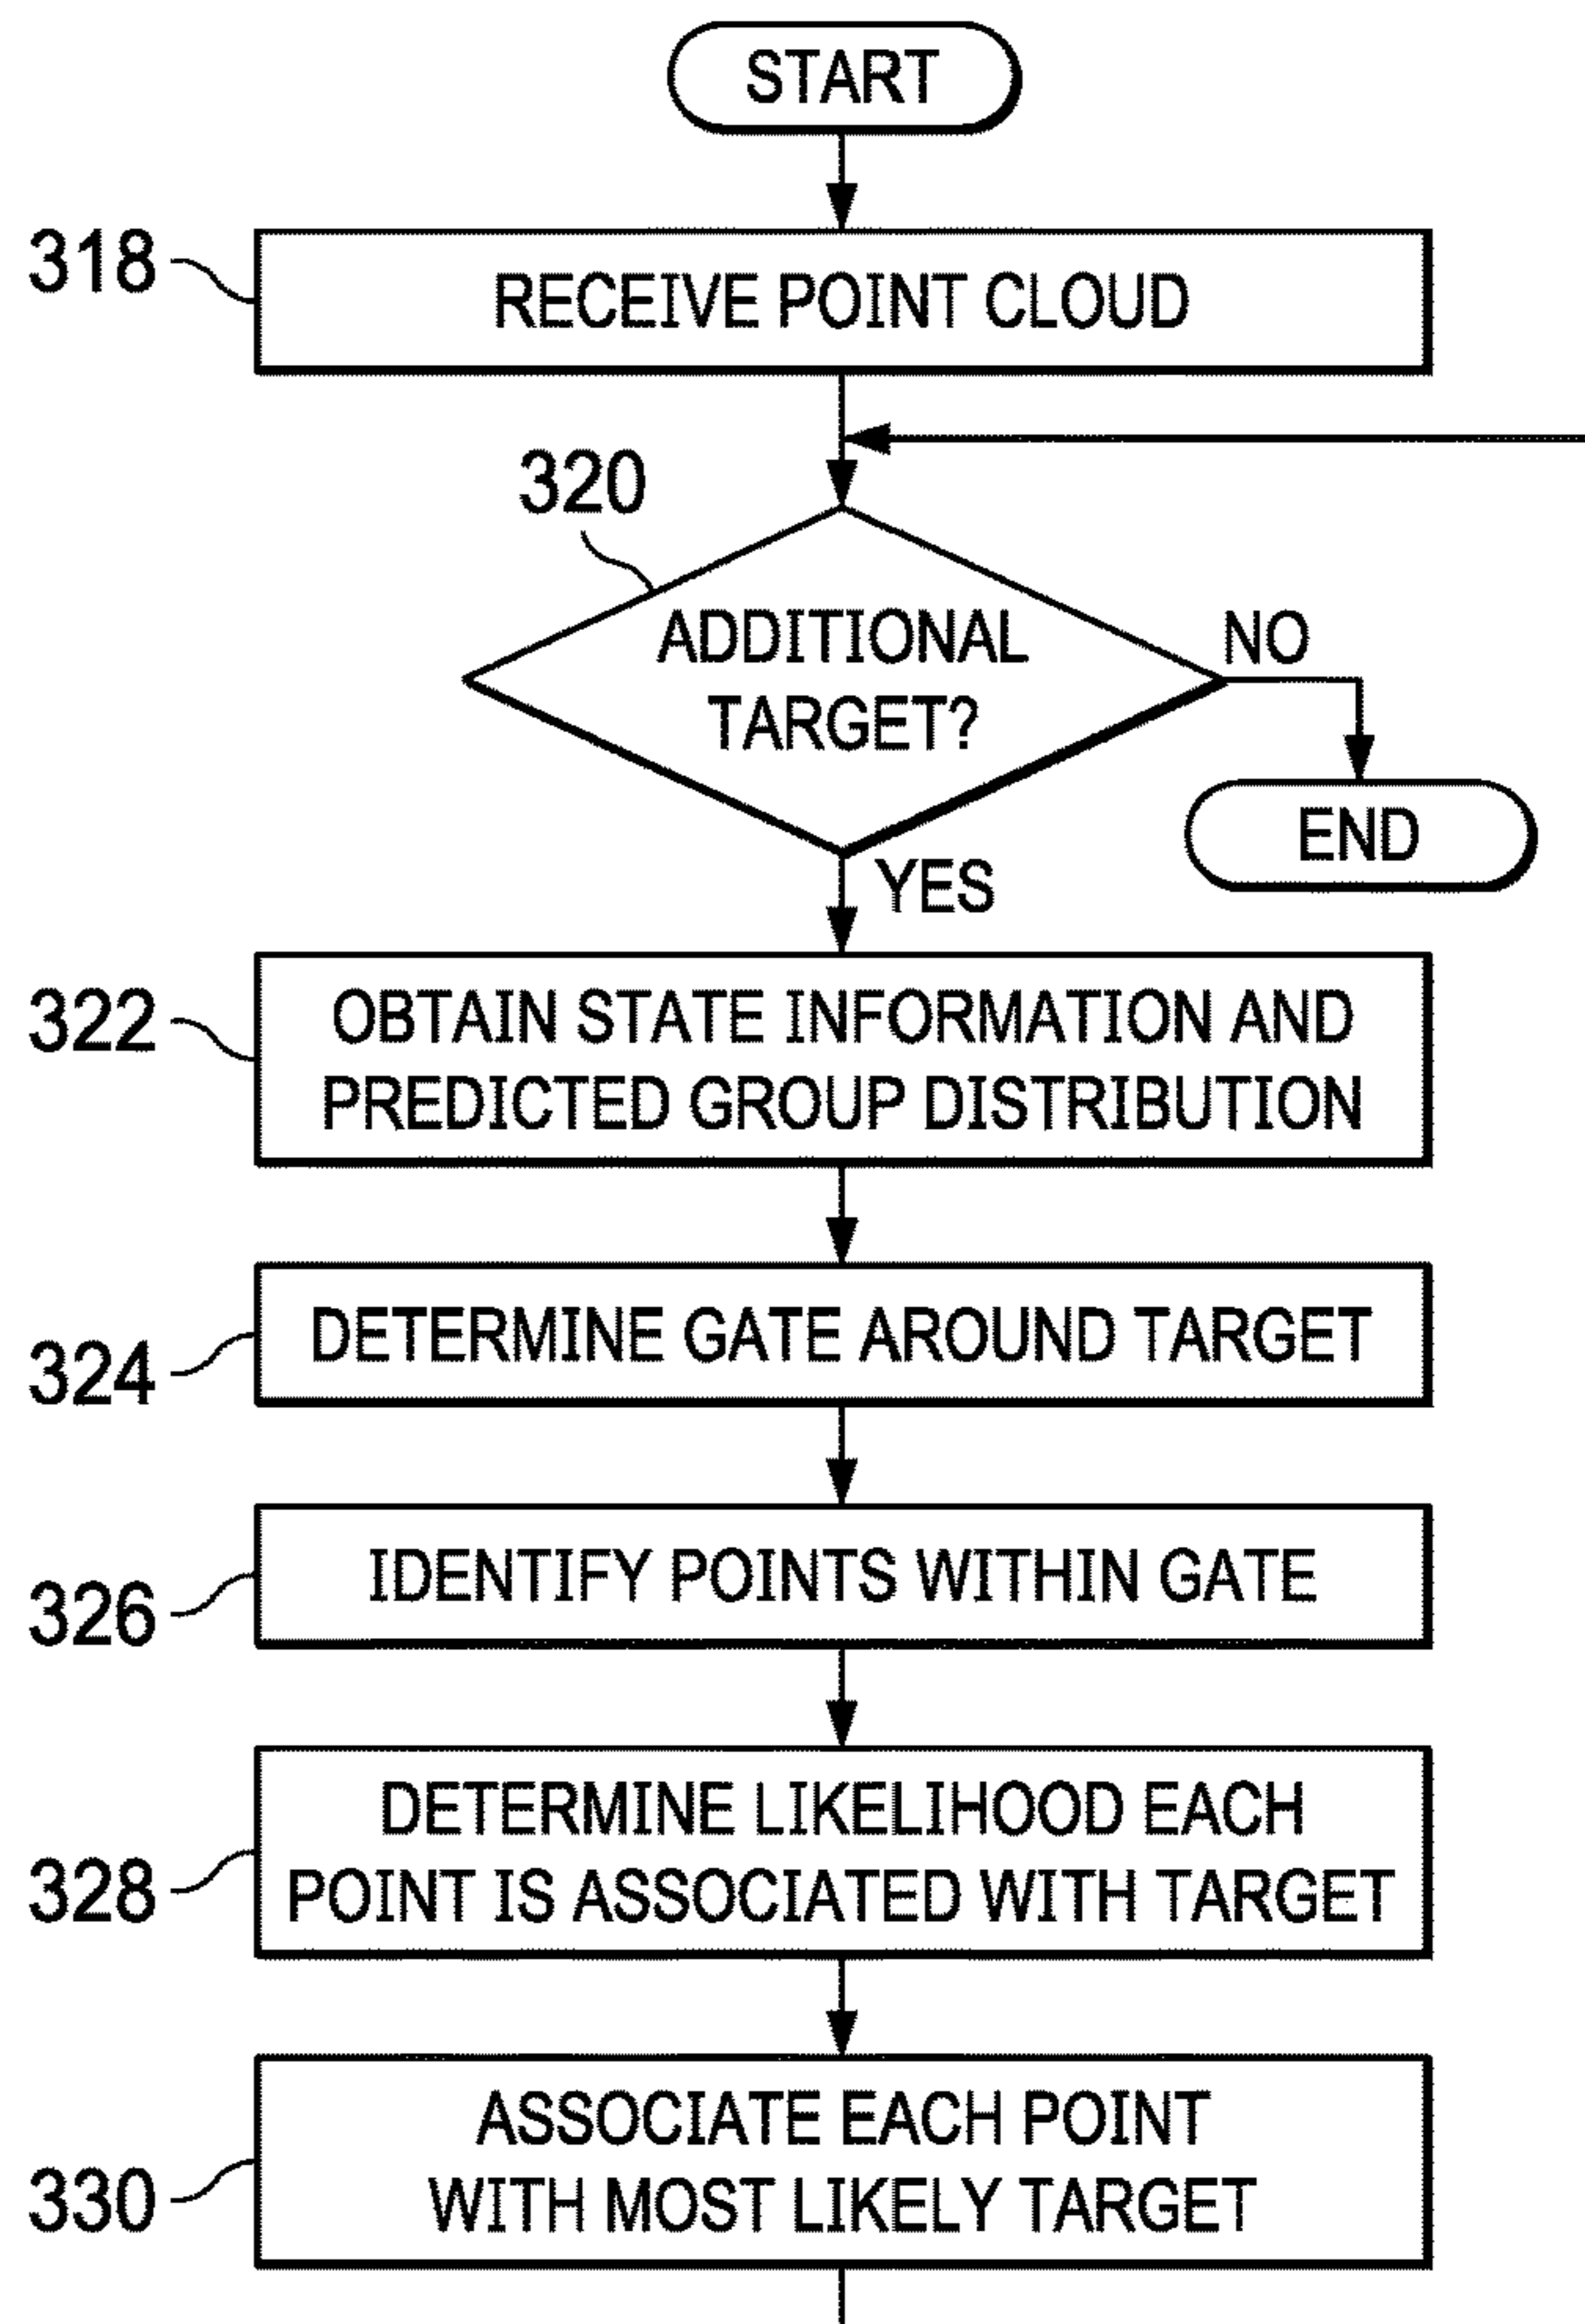 START
318
RECEIVE POINT CLOUD
320
ADDITIONAL
TARGET?
NO
END
YES
322
OBTAIN STATE INFORMATION AND
PREDICTED GROUP DISTRIBUTION
324
DETERMINE GATE AROUND TARGET
326
IDENTIFY POINTS WITHIN GATE
328
DETERMINE LIKELIHOOD EACH
POINT IS ASSOCIATED WITH TARGET
330
ASSOCIATE EACH POINT
WITH MOST LIKELY TARGET